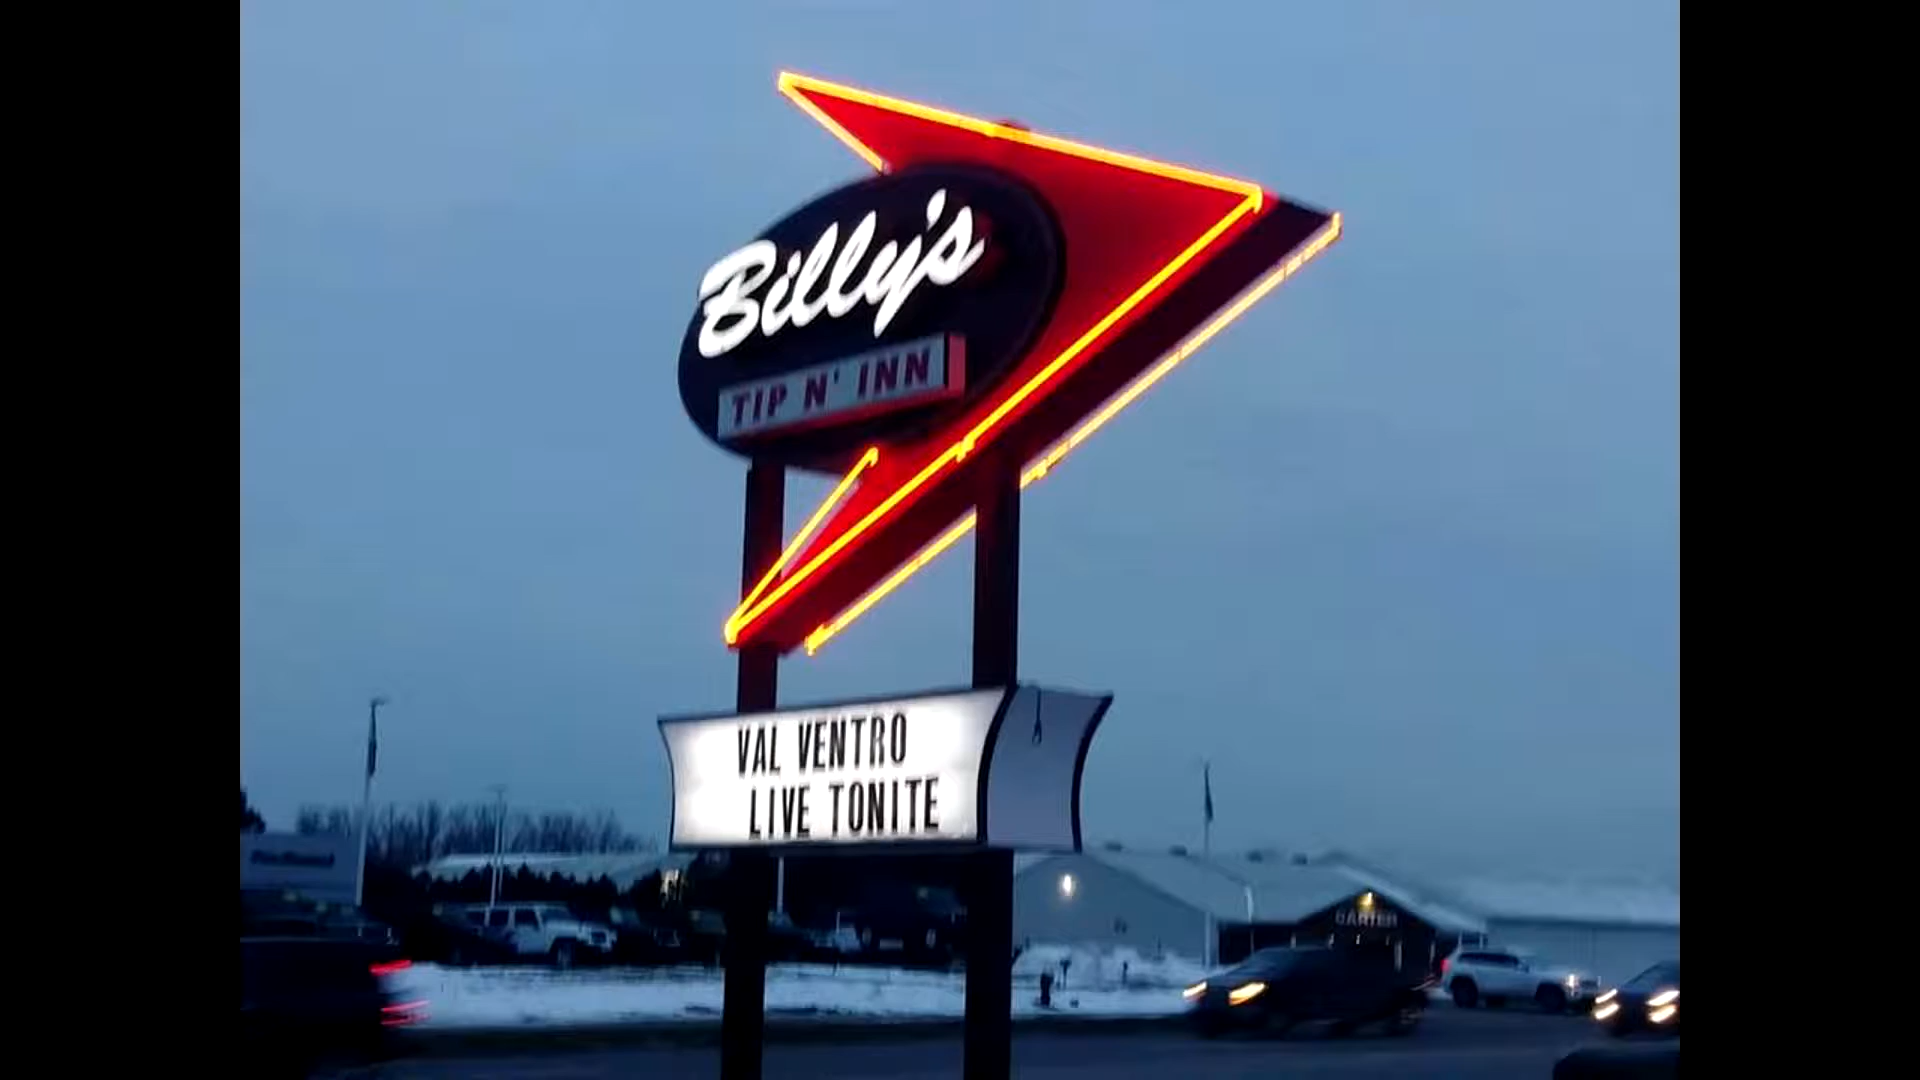 Billy's
TIP N' INN
VAL VENTRO
LIVE TONITE
CARTER